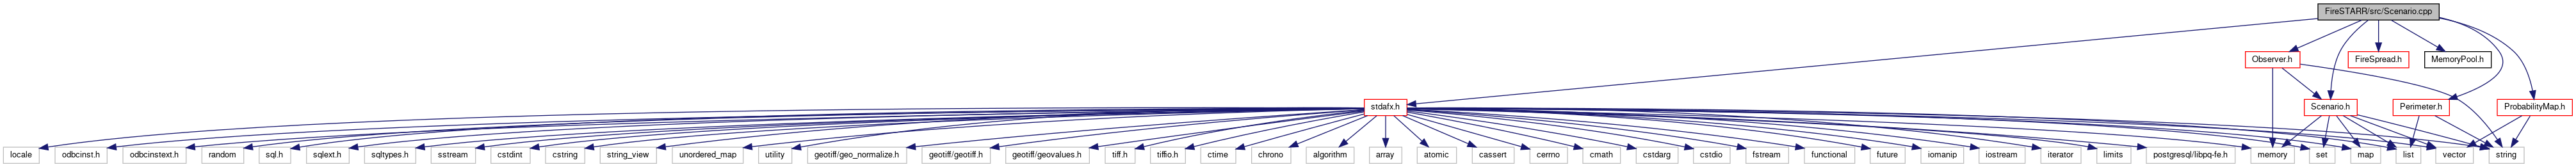 FireSTARR/src/Scenario.cpp
Observer.h
FireSpread.h
MemoryPool.h
stdafx.h
Scenario.h
Perimeter.h
ProbabilityMap.h
locale
odbcinst.h
odbcinstext.h
random
sql.h
sqlext.h
sqltypes.h
sstream
cstdint
cstring
string_view
unordered_map
utility
geotiff/geo_normalize.h
geotiff/geotiff.h
geotiff/geovalues.h
tiff.h
tiffio.h
ctime
chrono
algorithm
array
atomic
cassert
cerrno
cmath
cstdarg
cstdio
fstream
functional
future
iomanip
iostream
iterator
limits
postgresql/libpq-fe.h
memory
set
map
list
vector
string